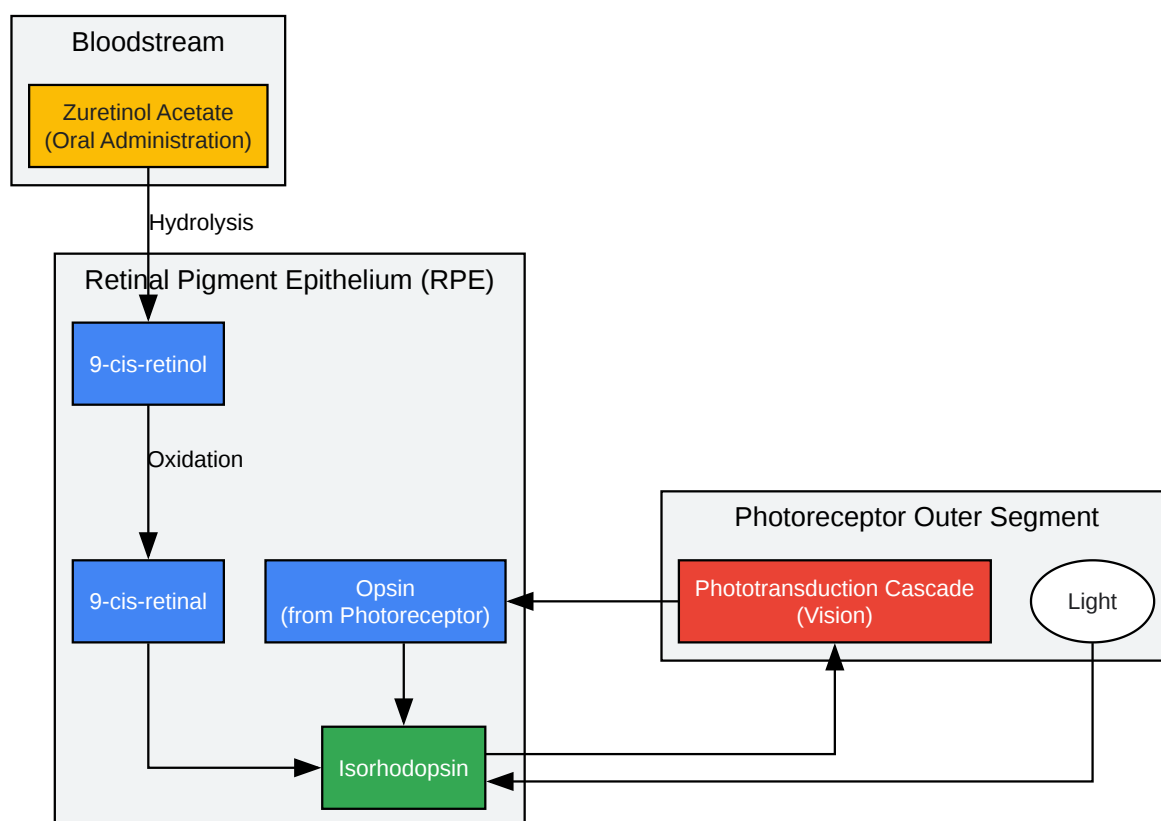 Bloodstream
Zuretinol Acetate
(Oral Administration)
Hydrolysis
Retinal Pigment Epithelium (RPE)
9-cis-retinol
Oxidation
Photoreceptor Outer Segment
9-cis-retinal
Opsin
(from Photoreceptor)
Phototransduction Cascade
(Vision)
Light
Isorhodopsin